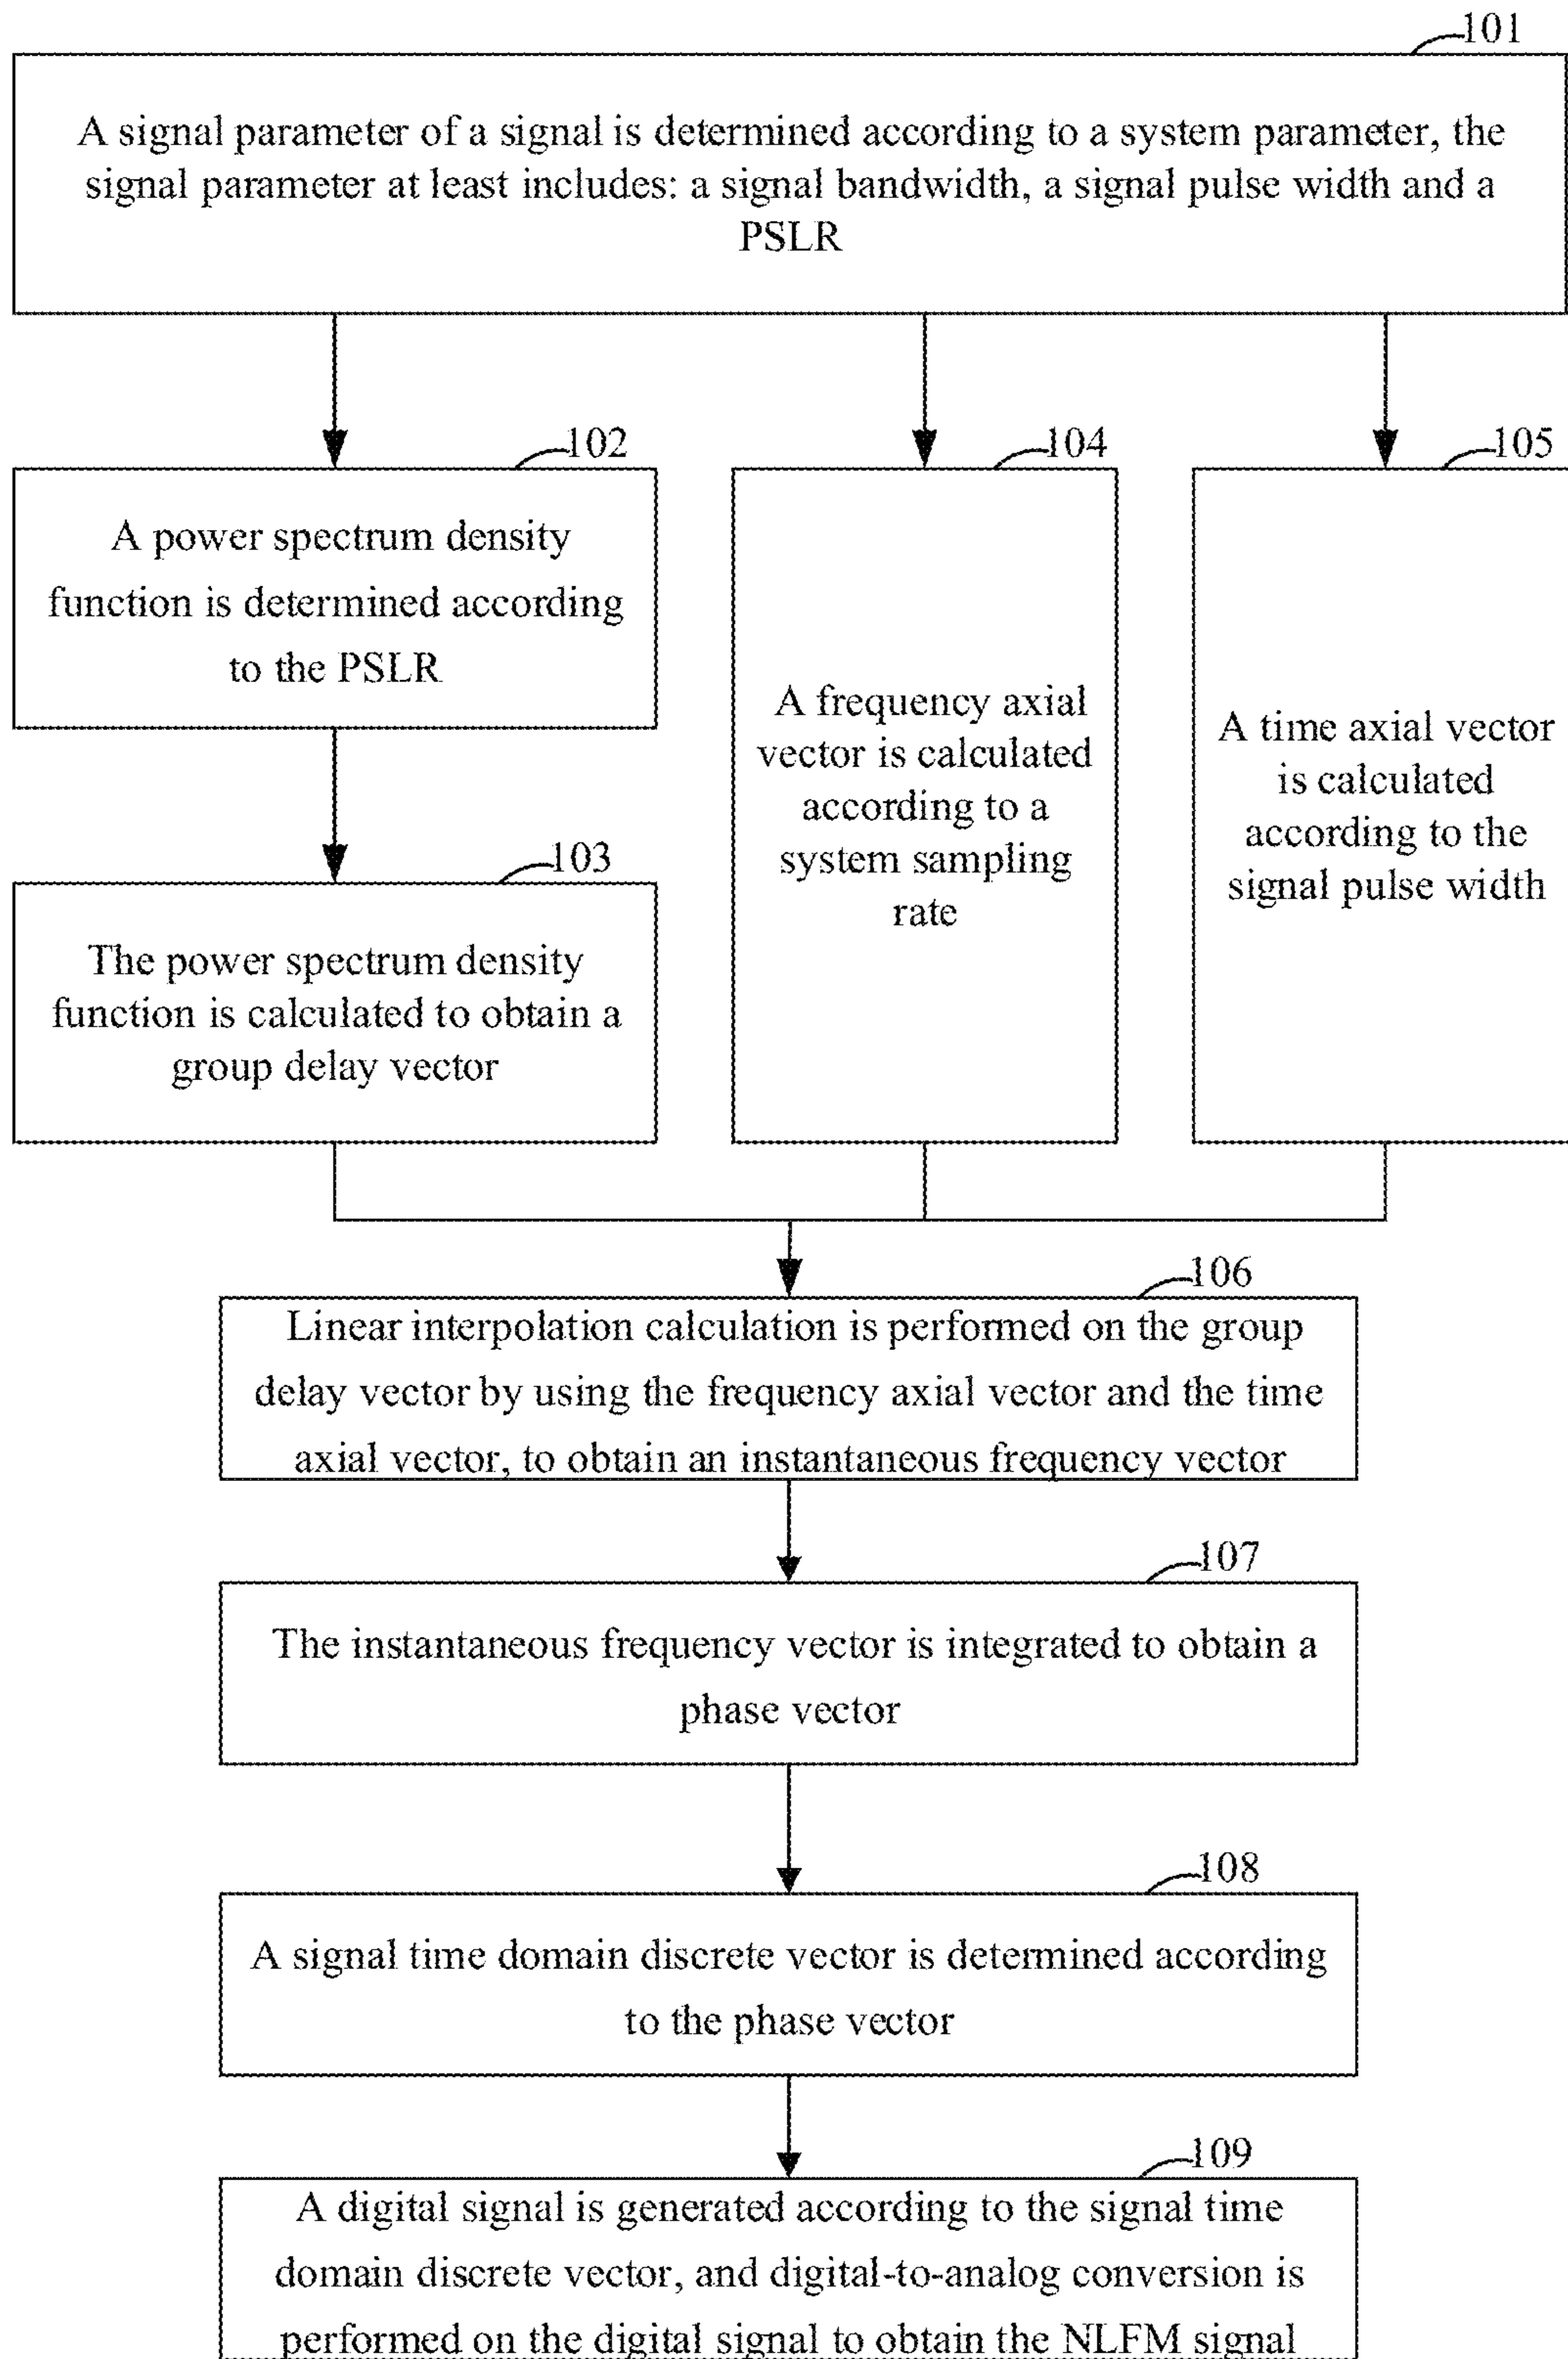 101
A signal parameter of a signal is determined according to a system parameter, the
signal parameter at least includes: a signal bandwidth, a signal pulse width and a
PSLR
102
A power spectrum density
function is determined according
to the PSLR
103
The power spectrum density
function is calculated to obtain a
group delay vector
104
A frequency axial
vector is calculated
according to a
system sampling
rate
105
A time axial vector
is calculated
according to the
signal pulse width
106
Linear interpolation calculation is performed on the group
delay vector by using the frequency axial vector and the time
axial vector, to obtain an instantaneous frequency vector
107
The instantaneous frequency vector is integrated to obtain a
phase vector
108
A signal time domain discrete vector is determined according
to the phase vector
109
A digital signal is generated according to the signal time
domain discrete vector, and digital-to-analog conversion is
performed on the digital signal to obtain the NLFM signal